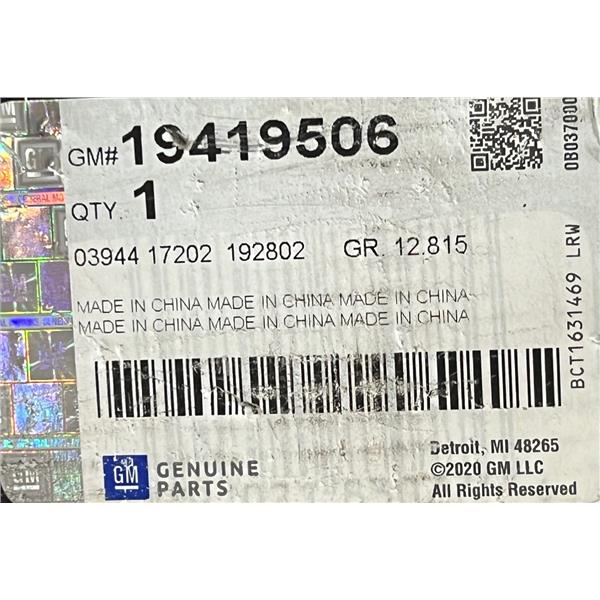 GM# 19419506
QTY. 1
03944 17202 192802 GR. 12.815
MADE IN CHINA MADE IN CHINA MADE IN CHINA
MADE IN CHINA MADE IN CHINA MADE IN CHINA
GM GENUINE
PARTS
Detroit, MI 48265
©2020 GM LLC
All Rights Reserved
0B037000
BCT1631469 LRW
GM